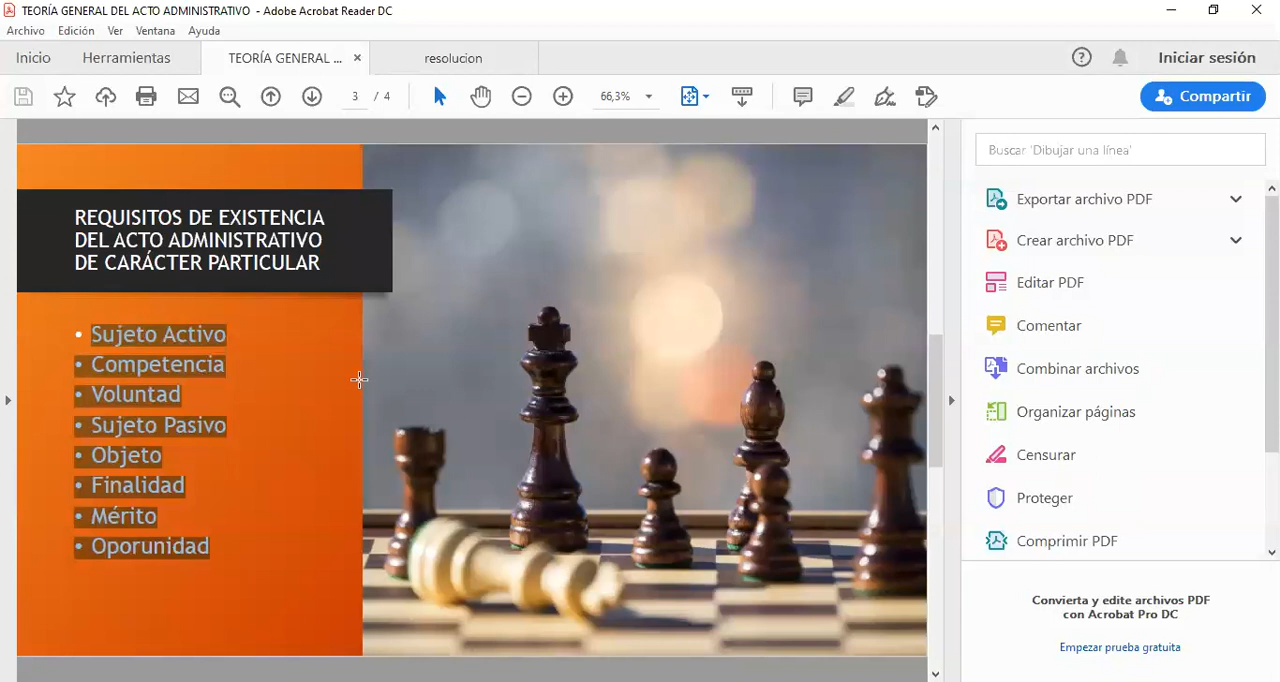 TEORÍA GENERAL DEL ACTO ADMINISTRATIVO - Adobe Acrobat Reader DC
Archivo Edición Ver Ventana Ayuda
Inicio Herramientas TEORÍA GENERAL ... × resolucion Iniciar sesión
3 / 4 66,3% Compartir
Buscar 'Dibujar una línea'
Exportar archivo PDF
Crear archivo PDF
Editar PDF
Comentar
Combinar archivos
Organizar páginas
Censurar
Proteger
Comprimir PDF
Convierta y edite archivos PDF
con Acrobat Pro DC
Empezar prueba gratuita
REQUISITOS DE EXISTENCIA
DEL ACTO ADMINISTRATIVO
DE CARÁCTER PARTICULAR
• Sujeto Activo
• Competencia
• Voluntad
• Sujeto Pasivo
• Objeto
• Finalidad
• Mérito
• Oporunidad